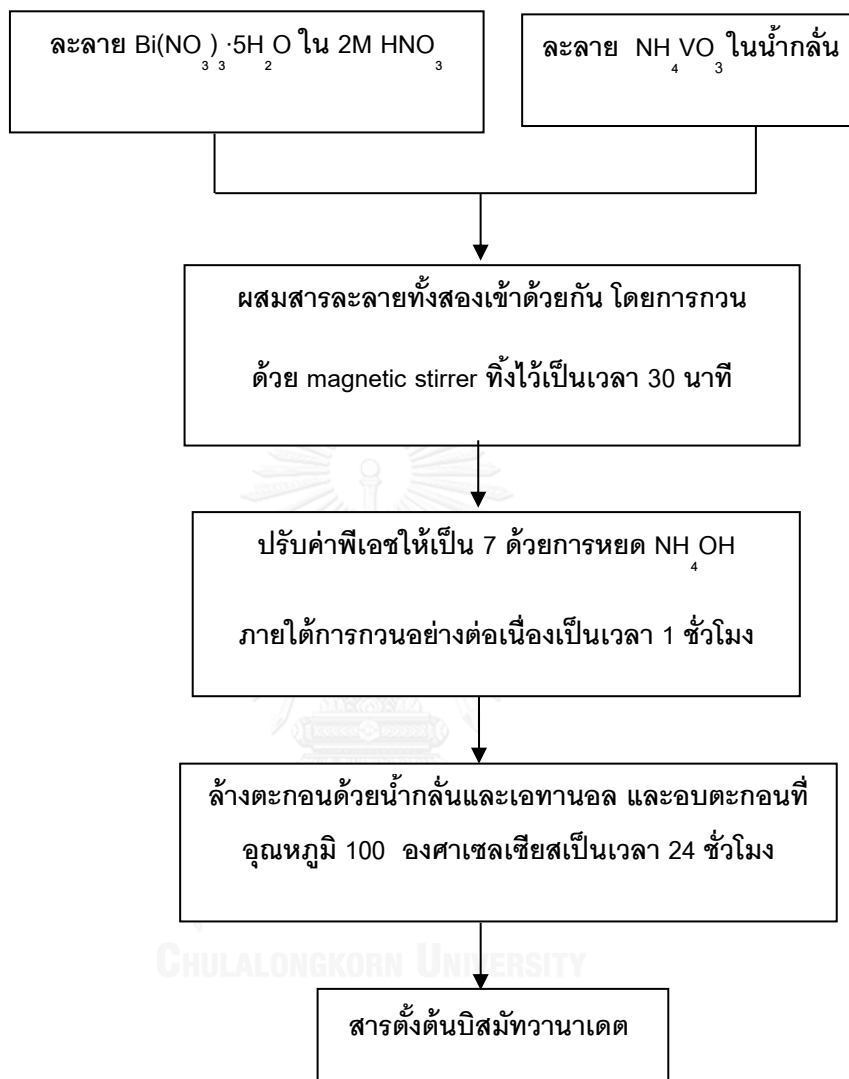 ละลาย Bi(NO₃)₃·5H₂O ใน 2M HNO₃
ละลาย NH₄VO₃ ในน้ำกลั่น
ผสมสารละลายทั้งสองเข้าด้วยกัน โดยการกวน
ด้วย magnetic stirrer ทิ้งไว้เป็นเวลา 30 นาที
ปรับค่าพีเอชให้เป็น 7 ด้วยการหยด NH₄OH
ภายใต้การกวนอย่างต่อเนื่องเป็นเวลา 1 ชั่วโมง
ล้างตะกอนด้วยน้ำกลั่นและเอทานอล และอบตะกอนที่
อุณหภูมิ 100 องศาเซลเซียสเป็นเวลา 24 ชั่วโมง
CHULALONGKORN UNIVERSITY
สารตั้งต้นบิสมัทวานาเดต